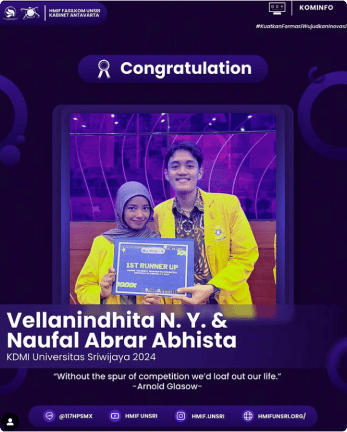 HMIF FASILKOM UNSRI
KABINET ANTAVARTA
KOMINFO
#KuatkanFormasiWujudkanInovasi
Congratulation
1ST RUNNER UP
Vellanindhita N. Y. &
Naufal Abrar Abhista
KDMI Universitas Sriwijaya 2024
“Without the spur of competition we'd loaf out our life.”
-Arnold Glasow-
@117HPSMX
HMIF UNSRI
HMIF.UNSRI
HMIFUNSRI.ORG/